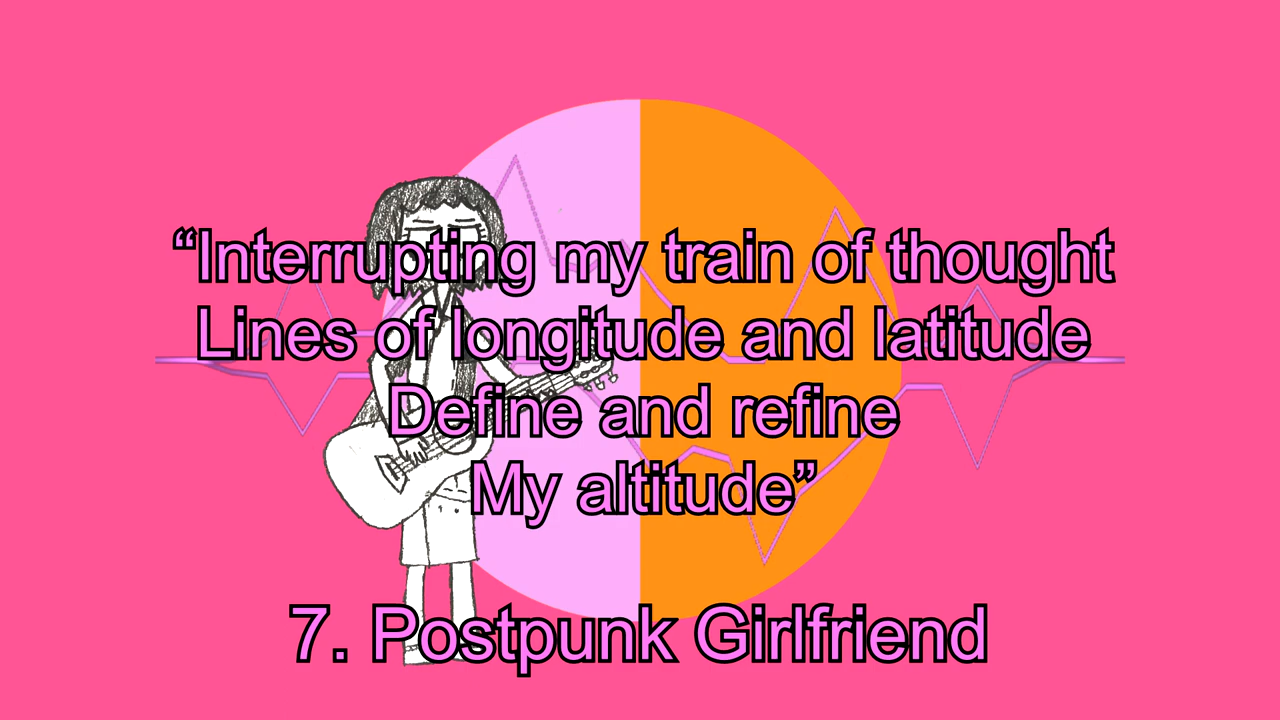 “Interrupting my train of thought
Lines of longitude and latitude
Define and refine
My altitude”
7. Postpunk Girlfriend